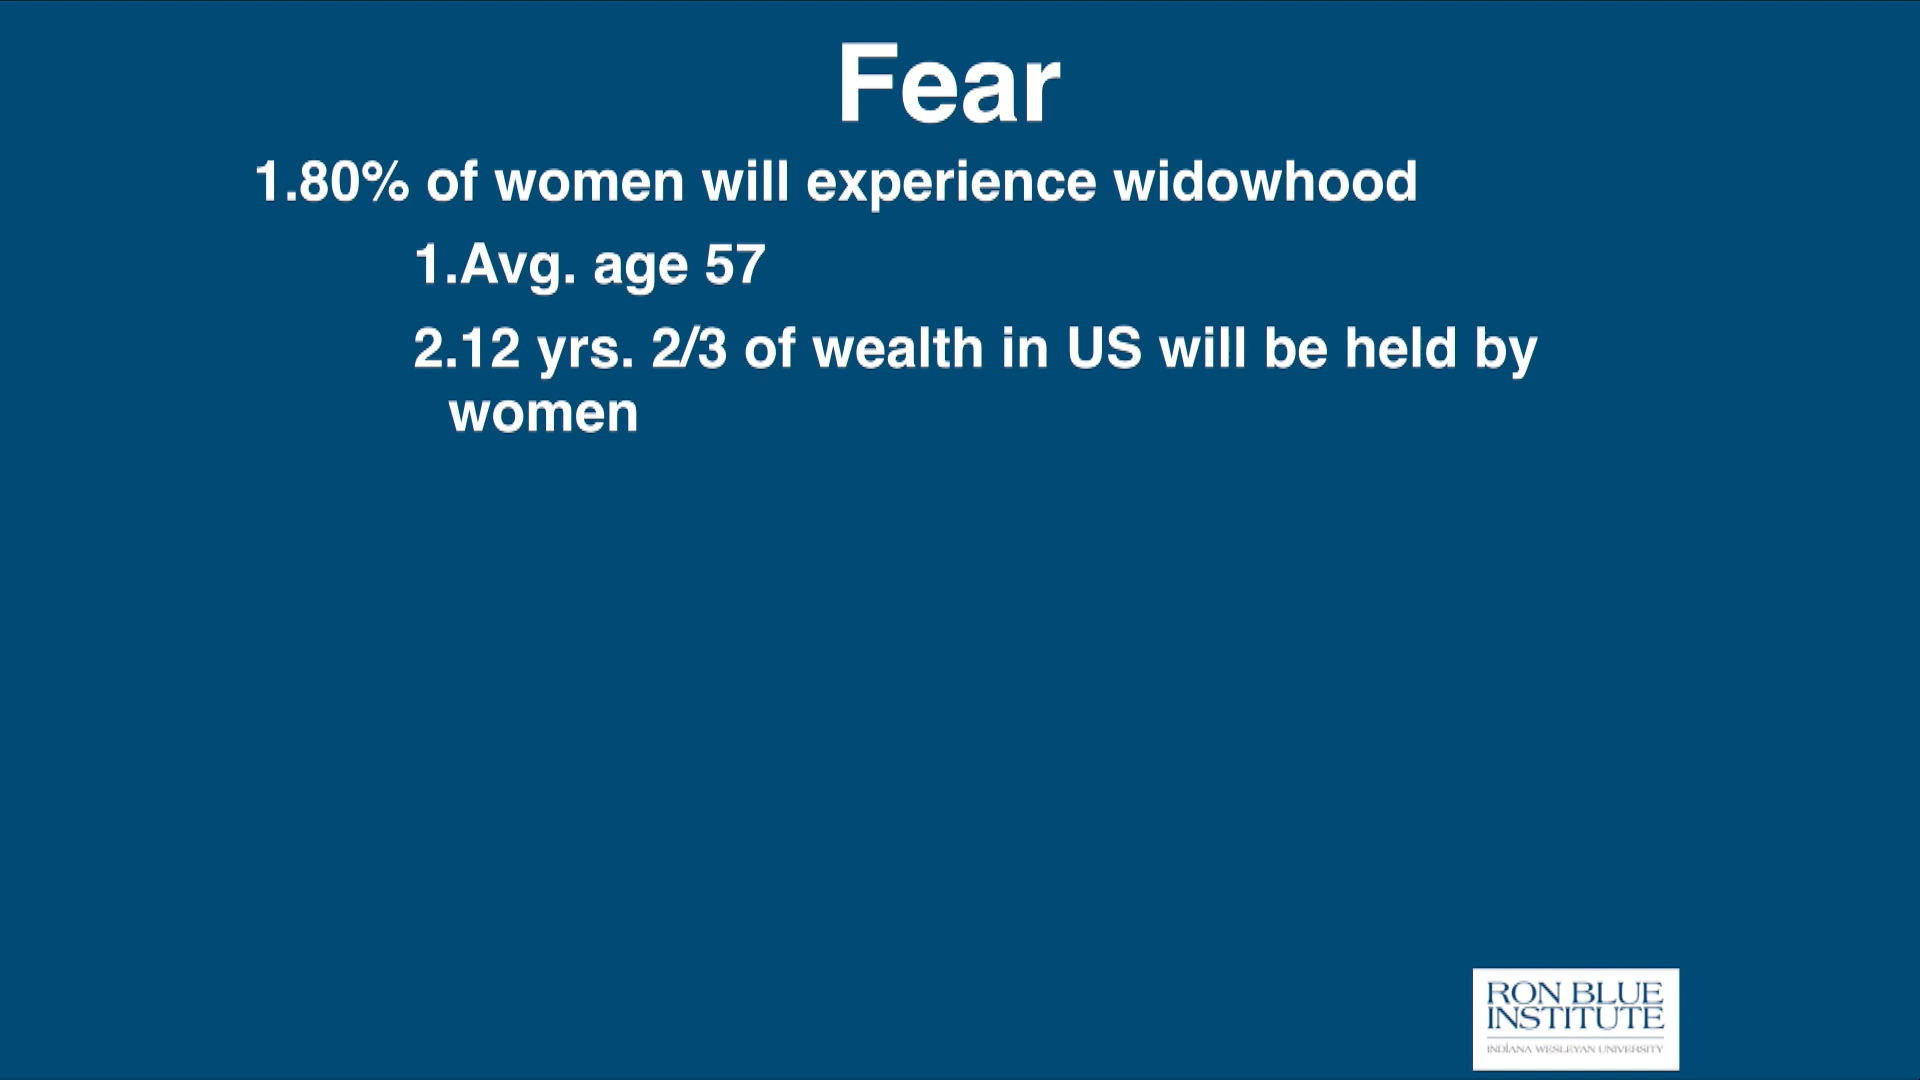 Fear
1.80% of women will experience widowhood
1.Avg. age 57
2.12 yrs. 2/3 of wealth in US will be held by
women
RON BLUE
INSTITUTE
INDIANA WESLEYAN UNIVERSITY